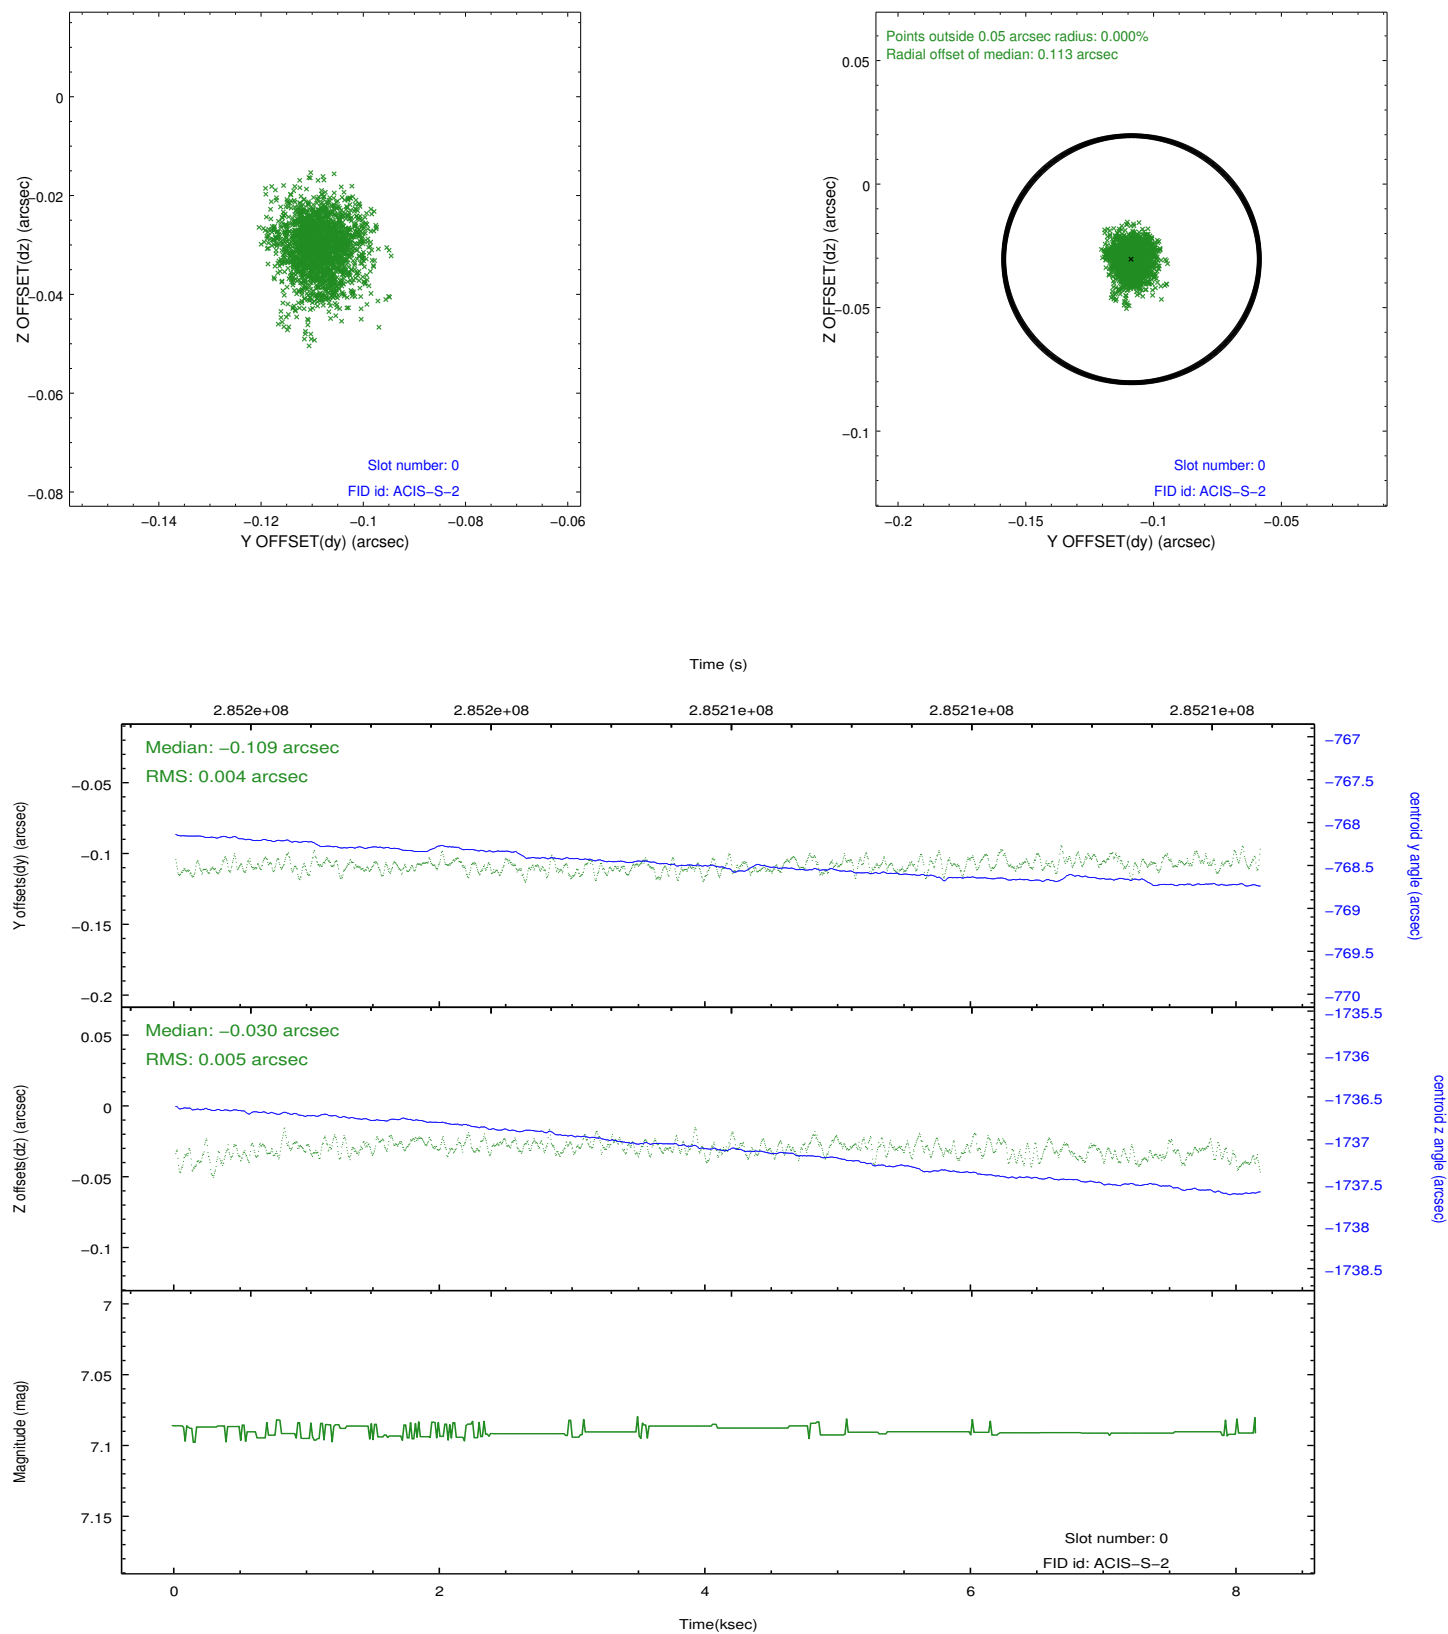 0
−0.02
−0.04
−0.06
−0.08
Z OFFSET(dz) (arcsec)
Slot number: 0
FID id: ACIS−S−2
−0.14
−0.12
−0.1
−0.08
−0.06
Y OFFSET(dy) (arcsec)
Points outside 0.05 arcsec radius: 0.000%
Radial offset of median: 0.113 arcsec
0.05
0
−0.05
−0.1
Z OFFSET(dz) (arcsec)
Slot number: 0
FID id: ACIS−S−2
−0.2
−0.15
−0.1
−0.05
Y OFFSET(dy) (arcsec)
Time (s)
2.852e+08
2.852e+08
2.8521e+08
2.8521e+08
2.8521e+08
Median: −0.109 arcsec
RMS: 0.004 arcsec
−0.05
−0.1
−0.15
−0.2
Y offsets(dy) (arcsec)
−767
−767.5
−768
−768.5
−769
−769.5
−770
centroid y angle (arcsec)
Median: −0.030 arcsec
RMS: 0.005 arcsec
0.05
0
−0.05
−0.1
Z offsets(dz) (arcsec)
−1735.5
−1736
−1736.5
−1737
−1737.5
−1738
−1738.5
centroid z angle (arcsec)
7
7.05
7.1
7.15
Magnitude (mag)
Slot number: 0
FID id: ACIS−S−2
0
2
4
6
8
Time(ksec)